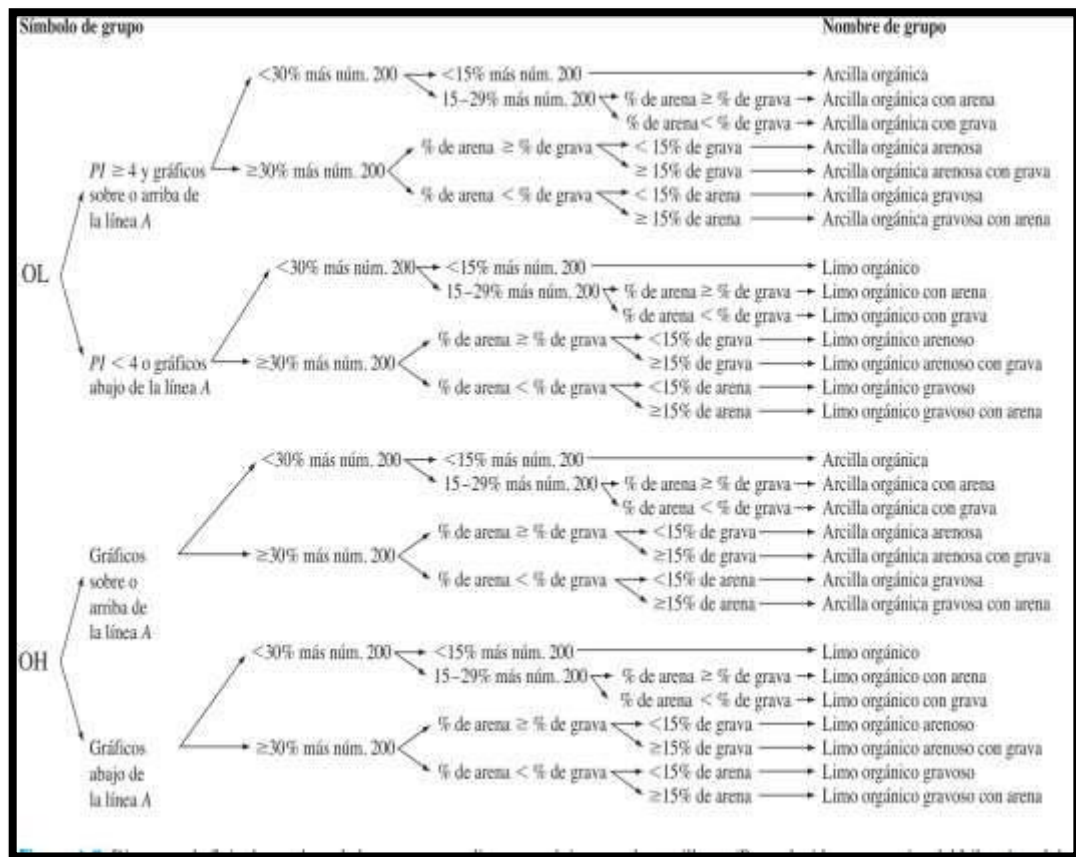 Símbolo de grupo Nombre de grupo
<30% más núm. 200 <15% más núm. 200 Arcilla orgánica
15–29% más núm. 200 % de arena ≥ % de grava Arcilla orgánica con arena
% de arena < % de grava Arcilla orgánica con grava
PI ≥ 4 y gráficos sobre o arriba de la línea A
≥30% más núm. 200 % de arena ≥ % de grava < 15% de grava Arcilla orgánica arenosa
≥ 15% de grava Arcilla orgánica arenosa con grava
% de arena < % de grava < 15% de arena Arcilla orgánica gravosa
≥ 15% de arena Arcilla orgánica gravosa con arena
OL
<30% más núm. 200 <15% más núm. 200 Limo orgánico
15–29% más núm. 200 % de arena ≥ % de grava Limo orgánico con arena
% de arena < % de grava Limo orgánico con grava
PI < 4 o gráficos abajo de la línea A
≥30% más núm. 200 % de arena ≥ % de grava <15% de grava Limo orgánico arenoso
≥15% de grava Limo orgánico arenoso con grava
% de arena < % de grava <15% de arena Limo orgánico gravoso
≥15% de arena Limo orgánico gravoso con arena
<30% más núm. 200 <15% más núm. 200 Arcilla orgánica
15–29% más núm. 200 % de arena ≥ % de grava Arcilla orgánica con arena
% de arena < % de grava Arcilla orgánica con grava
Gráficos sobre o arriba de la línea A
≥30% más núm. 200 % de arena ≥ % de grava <15% de grava Arcilla orgánica arenosa
≥15% de grava Arcilla orgánica arenosa con grava
% de arena < % de grava <15% de arena Arcilla orgánica gravosa
≥15% de arena Arcilla orgánica gravosa con arena
OH
<30% más núm. 200 <15% más núm. 200 Limo orgánico
15–29% más núm. 200 % de arena ≥ % de grava Limo orgánico con arena
% de arena < % de grava Limo orgánico con grava
Gráficos abajo de la línea A
≥30% más núm. 200 % de arena ≥ % de grava <15% de grava Limo orgánico arenoso
≥15% de grava Limo orgánico arenoso con grava
% de arena < % de grava <15% de arena Limo orgánico gravoso
≥15% de arena Limo orgánico gravoso con arena